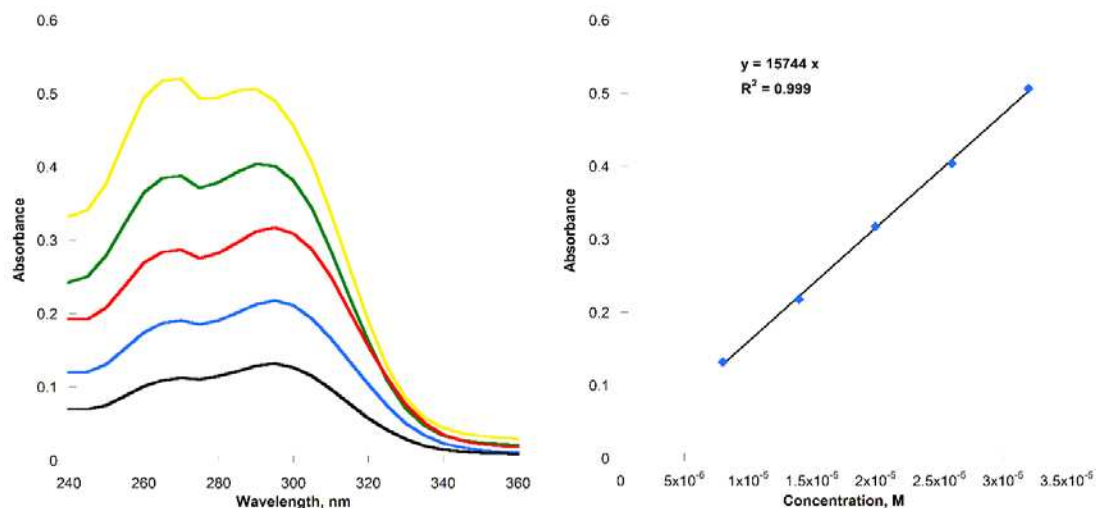 0.6
0.5
0.4
0.3
0.2
0.1
0
Absorbance
240 260 280 300 320 340 360
Wavelength, nm
0.6
0.5
0.4
0.3
0.2
0.1
0
Absorbance
y = 15744 x
R² = 0.999
0 5x10⁻⁶ 1x10⁻⁵ 1.5x10⁻⁵ 2x10⁻⁵ 2.5x10⁻⁵ 3x10⁻⁵ 3.5x10⁻⁵
Concentration, M